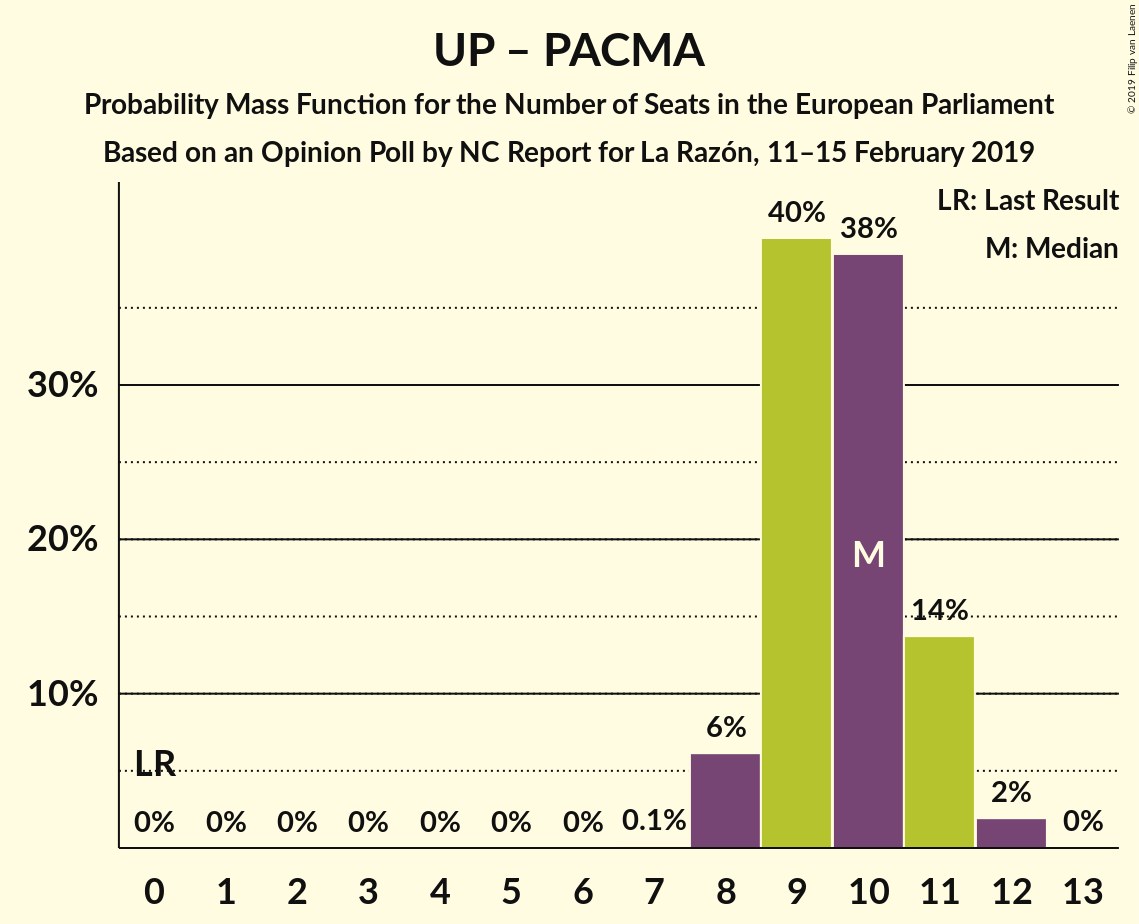 UP – PACMA
Probability Mass Function for the Number of Seats in the European Parliament
Based on an Opinion Poll by NC Report for La Razón, 11–15 February 2019
© 2019 Filip van Laenen
LR: Last Result
M: Median
40%
38%
30%
20%
M
14%
10%
6%
LR
2%
0% 0% 0% 0% 0% 0% 0% 0.1% 0%
0 1 2 3 4 5 6 7 8 9 10 11 12 13